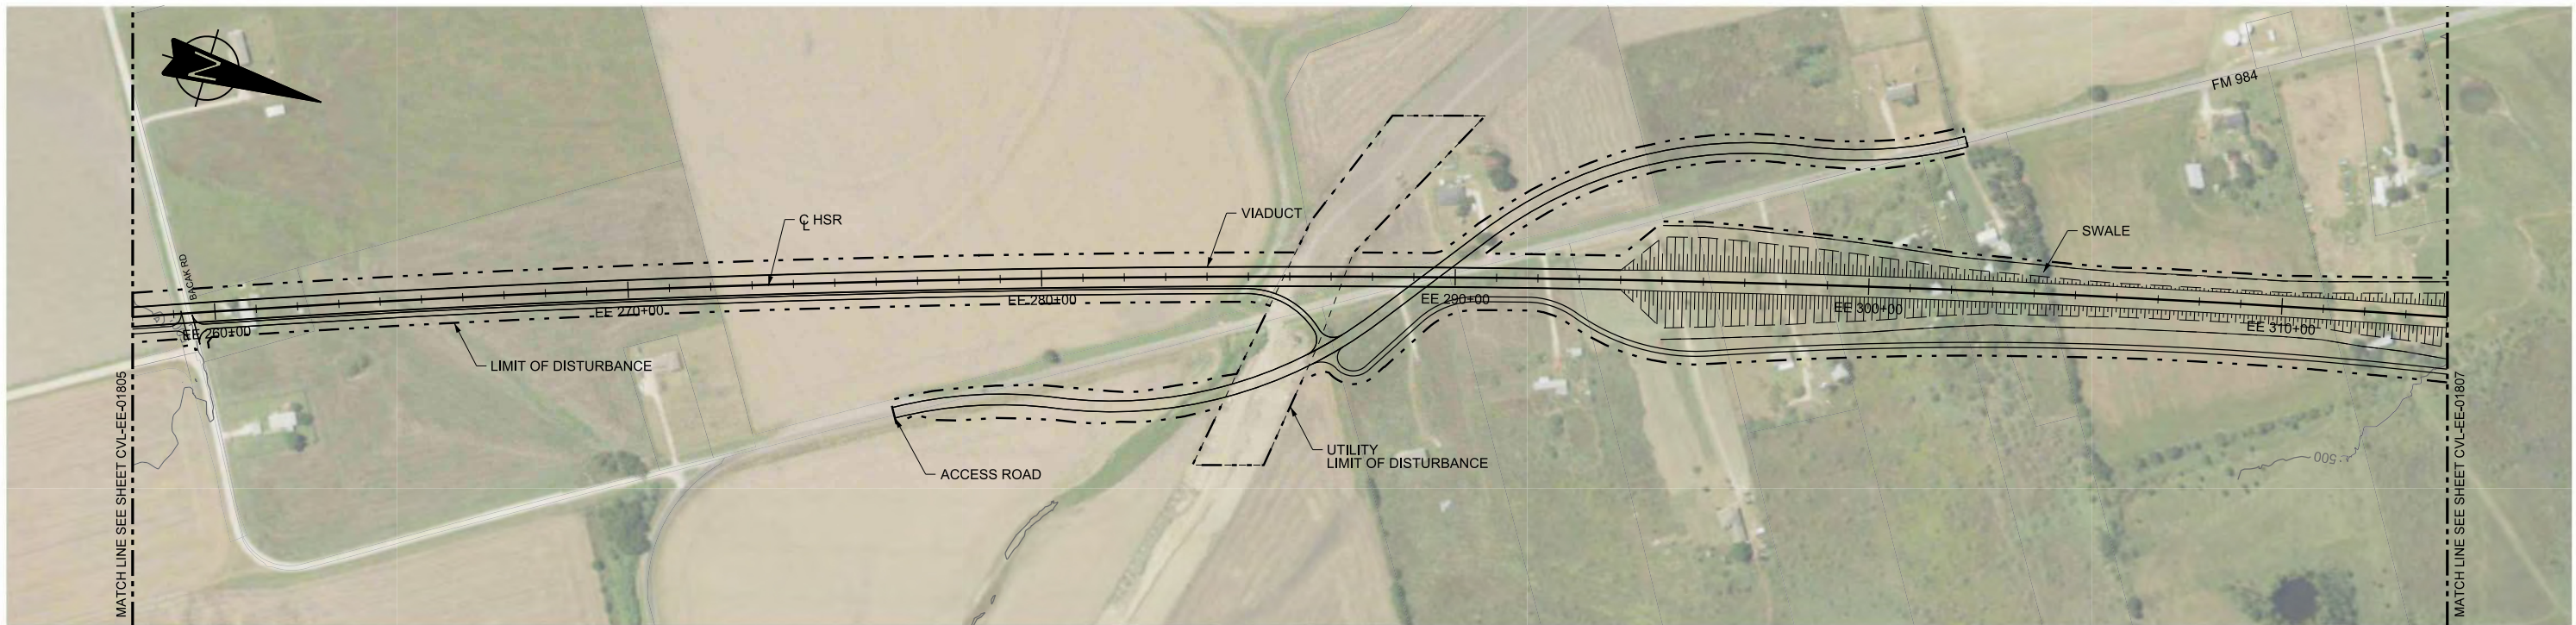 N
FM 984
℄ HSR
VIADUCT
SWALE
BACAK RD
EE 260+00
EE 270+00
EE 280+00
EE 290+00
EE 300+00
EE 310+00
LIMIT OF DISTURBANCE
ACCESS ROAD
UTILITY
LIMIT OF DISTURBANCE
500
MATCH LINE SEE SHEET CVL-EE-01805
MATCH LINE SEE SHEET CVL-EE-01807